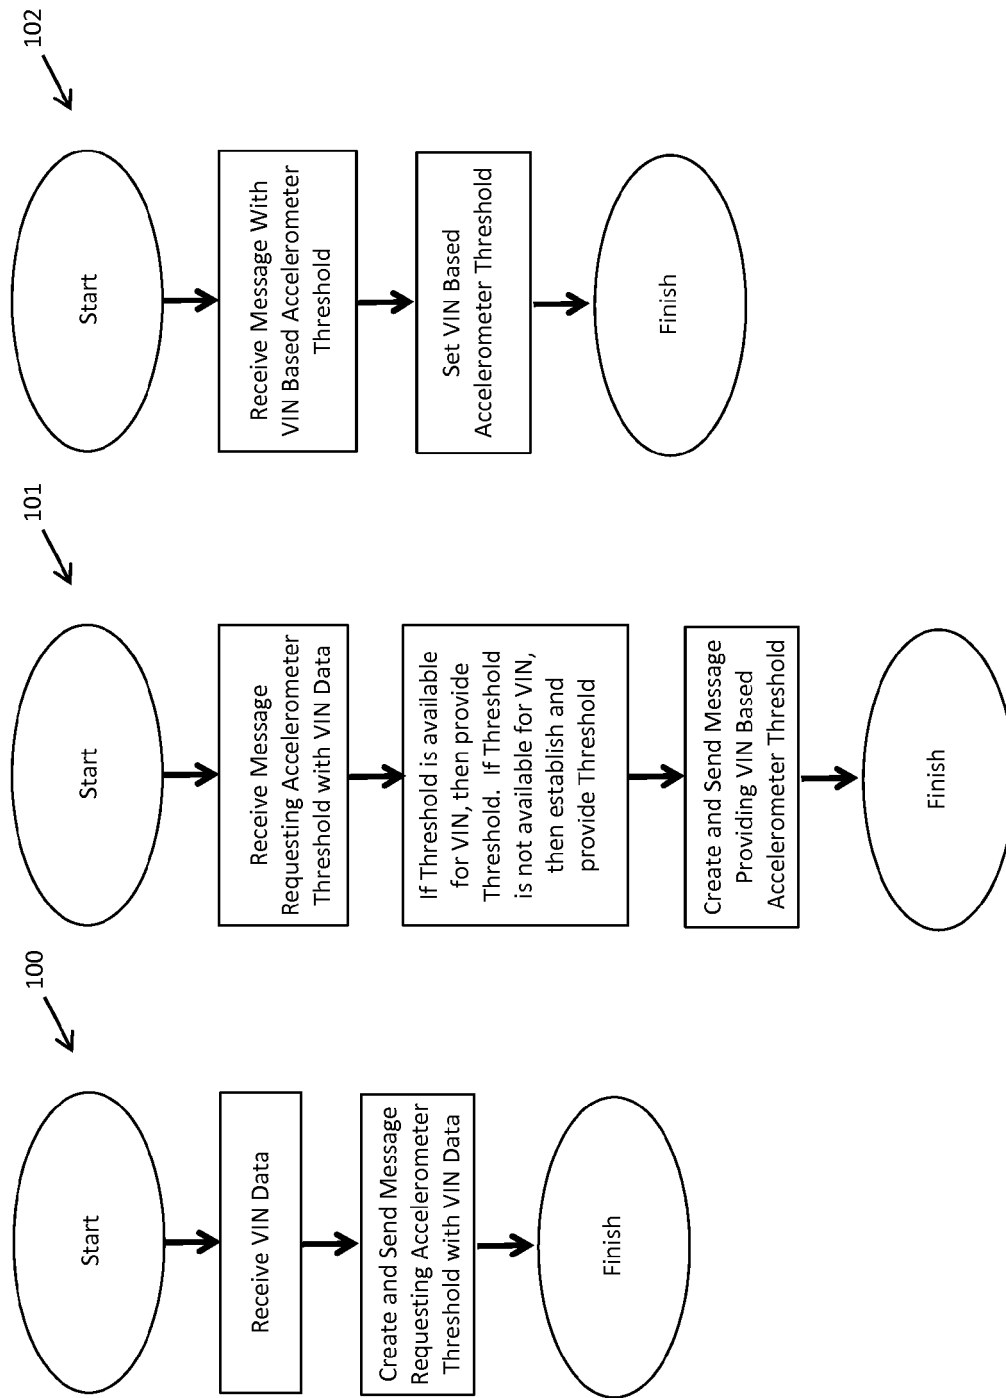 100
Start
Receive VIN Data
Create and Send Message
Requesting Accelerometer
Threshold with VIN Data
Finish
101
Start
Receive Message
Requesting Accelerometer
Threshold with VIN Data
If Threshold is available
for VIN, then provide
Threshold. If Threshold
is not available for VIN,
then establish and
provide Threshold
Create and Send Message
Providing VIN Based
Accelerometer Threshold
Finish
102
Start
Receive Message With
VIN Based Accelerometer
Threshold
Set VIN Based
Accelerometer Threshold
Finish